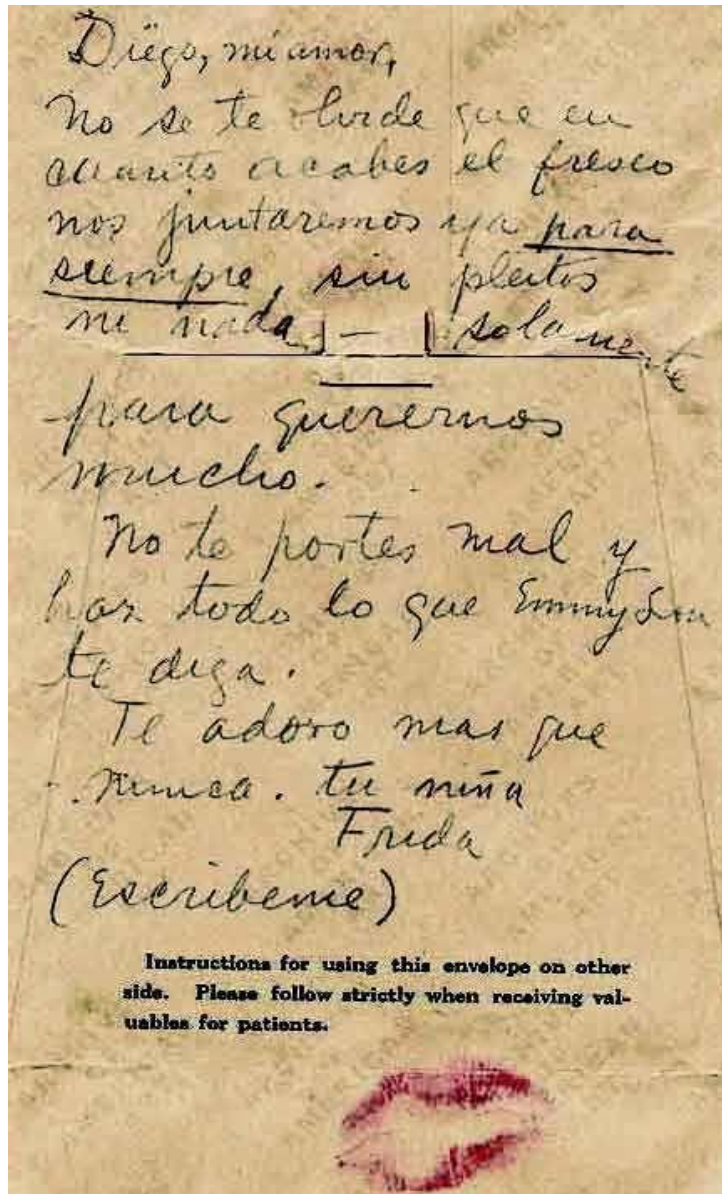 Diego, mi amor,
No se te olvide que en
cuanto acabes el fresco
nos juntaremos ya para
siempre, sin pleitos
ni nada — solamente
para querernos
mucho.
No te portes mal y
haz todo lo que Emmy Lou
te diga.
Te adoro mas que
nunca. tu niña
Frida
(Escribeme)
Instructions for using this envelope on other
side. Please follow strictly when receiving val-
uables for patients.